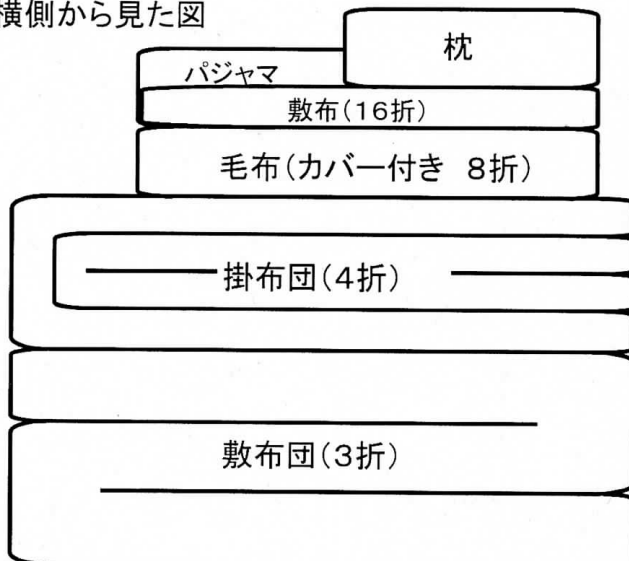 横側から見た図
枕
パジャマ
敷布(16折)
毛布(カバー付き 8折)
掛布団(4折)
敷布団(3折)